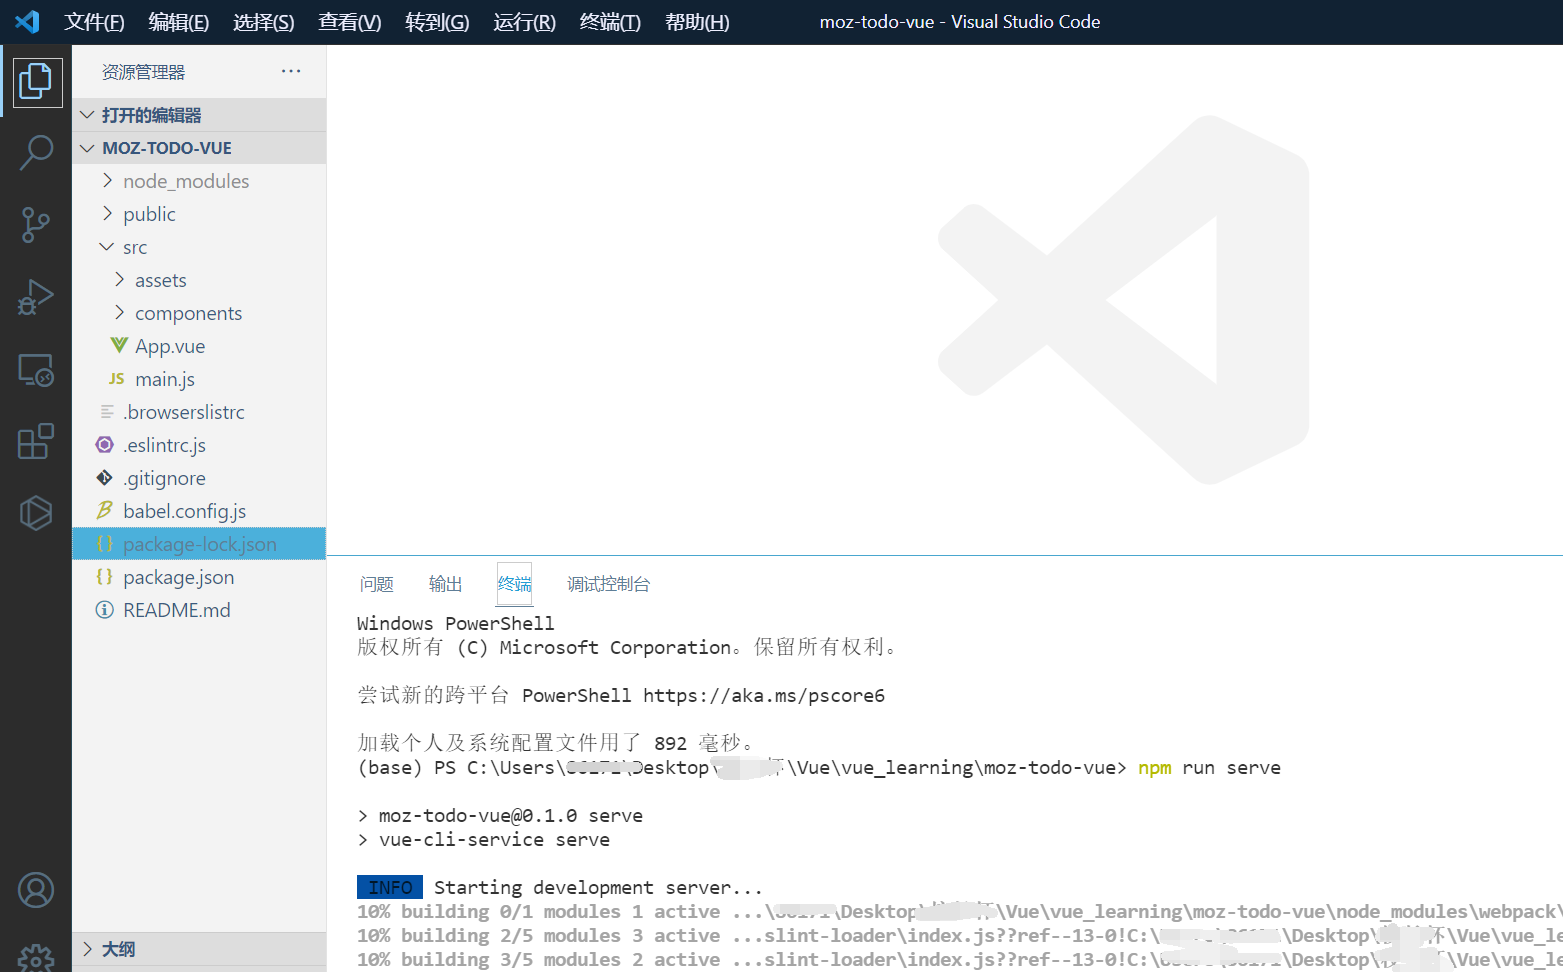 文件(F) 编辑(E) 选择(S) 查看(V) 转到(G) 运行(R) 终端(T) 帮助(H) moz-todo-vue - Visual Studio Code
资源管理器 ...
打开的编辑器
MOZ-TODO-VUE
node_modules
public
src
assets
components
App.vue
JS main.js
.browserslistrc
.eslintrc.js
.gitignore
babel.config.js
{} package-lock.json
{} package.json
README.md
大纲
问题 输出 终端 调试控制台
Windows PowerShell
版权所有 (C) Microsoft Corporation。保留所有权利。
尝试新的跨平台 PowerShell https://aka.ms/pscore6
加载个人及系统配置文件用了 892 毫秒。
(base) PS C:\Users\ \Desktop\ 杯\Vue\vue_learning\moz-todo-vue> npm run serve
> moz-todo-vue@0.1.0 serve
> vue-cli-service serve
INFO Starting development server...
10% building 0/1 modules 1 active ...\ \Desktop\ \Vue\vue_learning\moz-todo-vue\node_modules\webpack\
10% building 2/5 modules 3 active ...slint-loader\index.js??ref--13-0!C:\ \Desktop\ 杯\Vue\vue_le
10% building 3/5 modules 2 active ...slint-loader\index.js??ref--13-0!C:\ \Desktop\ \Vue\vue_le